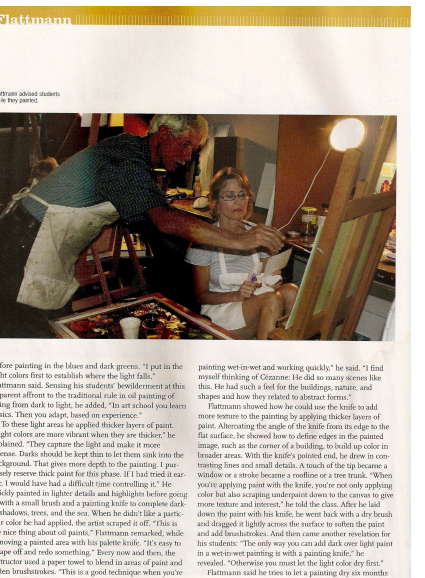 Flattmann
ttmann advised students
ile they painted.
fore painting in the blues and dark greens. "I put in the
ht colors first to establish where the light falls,"
attmann said. Sensing his students' bewilderment at this
parent affront to the traditional rule in oil painting of
ing from dark to light, he added, "In art school you learn
sics. Then you adapt, based on experience."
To these light areas he applied thicker layers of paint.
ight colors are more vibrant when they are thicker," he
plained. "They capture the light and make it more
ense. Darks should be kept thin to let them sink into the
ckground. That gives more depth to the painting. I pur-
sely reserve thick paint for this phase. If I had tried it ear-
, I would have had a difficult time controlling it." He
ickly painted in lighter details and highlights before going
with a small brush and a painting knife to complete dark-
shadows, trees, and the sea. When he didn't like a partic-
r color he had applied, the artist scraped it off. "This is
e nice thing about oil paints," Flattmann remarked, while
moving a painted area with his palette knife. "It's easy to
ape off and redo something." Every now and then, the
tructor used a paper towel to blend in areas of paint and
ten brushstrokes. "This is a good technique when you're
painting wet-in-wet and working quickly," he said. "I find
myself thinking of Cézanne: He did so many scenes like
this. He had such a feel for the buildings, nature, and
shapes and how they related to abstract forms."
Flattmann showed how he could use the knife to add
more texture to the painting by applying thicker layers of
paint. Alternating the angle of the knife from its edge to the
flat surface, he showed how to define edges in the painted
image, such as the corner of a building, to build up color in
broader areas. With the knife's pointed end, he drew in con-
trasting lines and small details. A touch of the tip became a
window or a stroke became a roofline or a tree trunk. "When
you're applying paint with the knife, you're not only applying
color but also scraping underpaint down to the canvas to give
more texture and interest," he told the class. After he laid
down the paint with his knife, he went back with a dry brush
and dragged it lightly across the surface to soften the paint
and add brushstrokes. And then came another revelation for
his students: "The only way you can add dark over light paint
in a wet-in-wet painting is with a painting knife," he
revealed. "Otherwise you must let the light color dry first."
Flattmann said he tries to let a painting dry six months